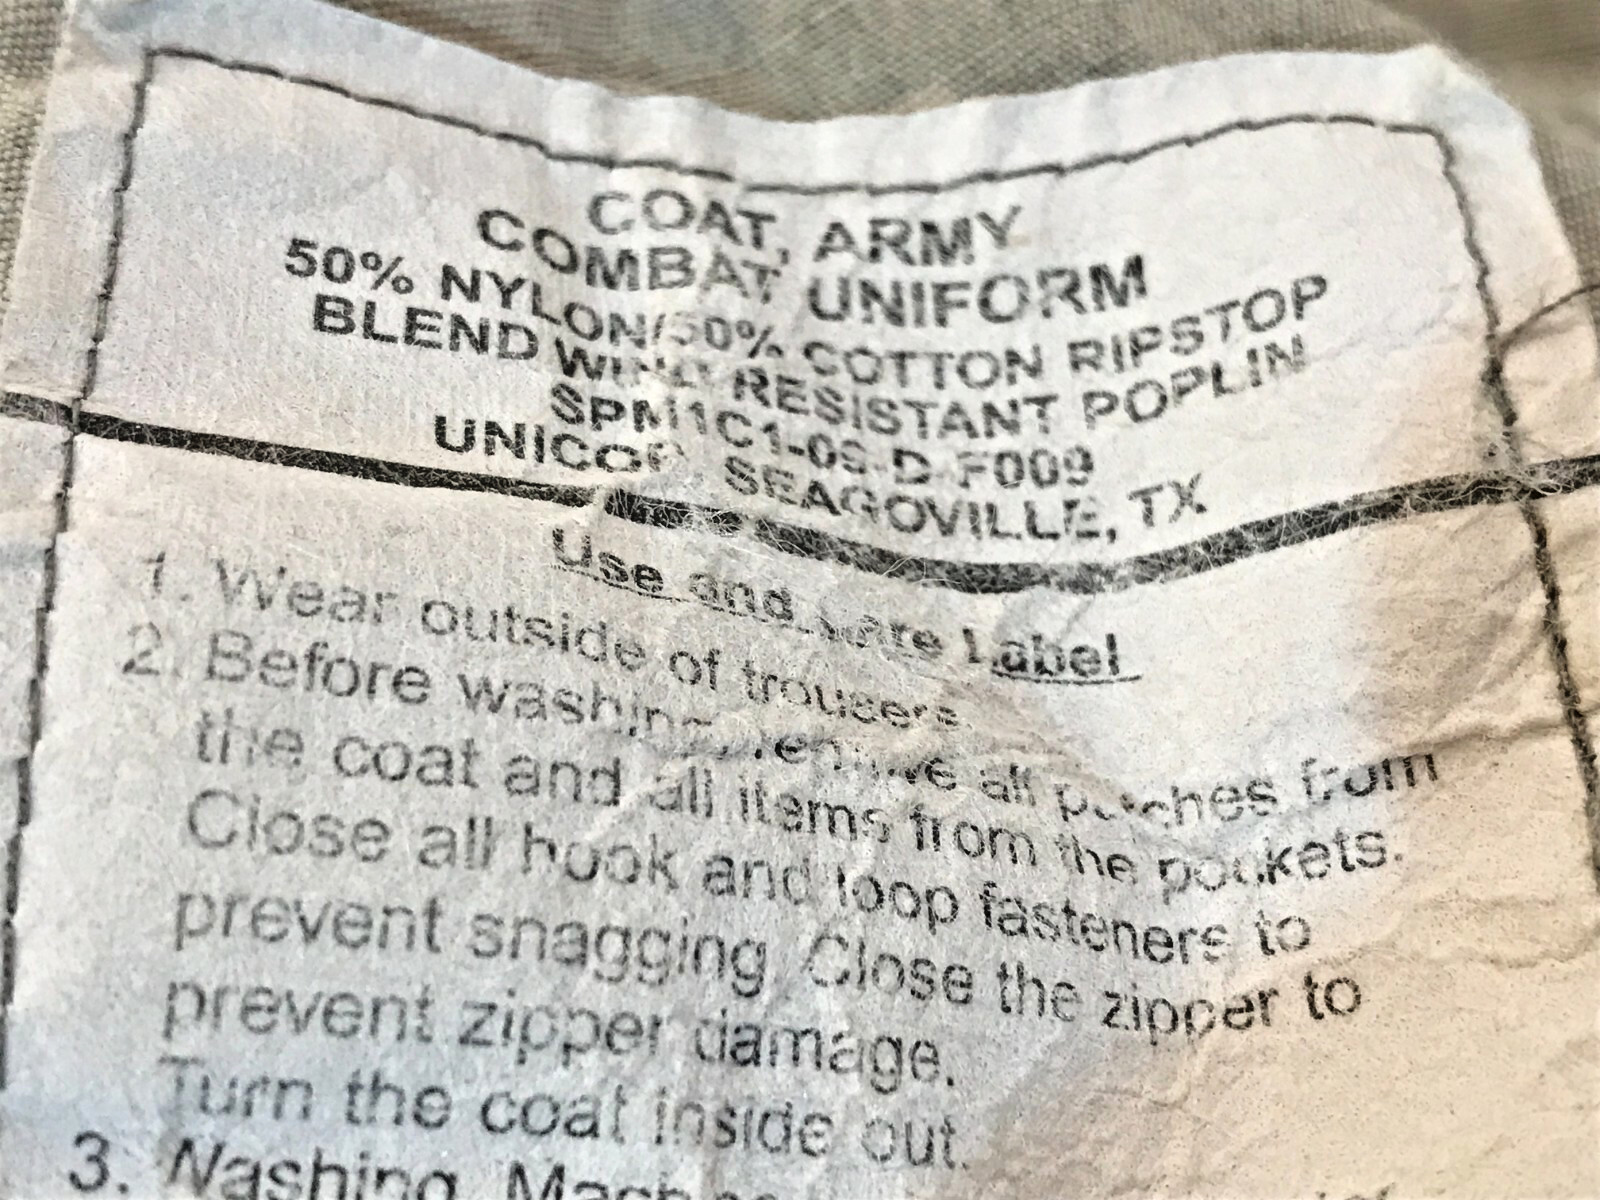 COAT, ARMY
COMBAT UNIFORM
50% NYLON/50% COTTON RIPSTOP
BLEND WIND RESISTANT POPLIN
SPM1C1-09-D-F009
UNICOR SEAGOVILLE, TX
Use and Care Label
1. Wear outside of trousers.
2. Before washing, remove all patches from
the coat and all items from the pockets.
Close all hook and loop fasteners to
prevent snagging. Close the zipper to
prevent zipper damage.
Turn the coat inside out.
3. Washing, Machine